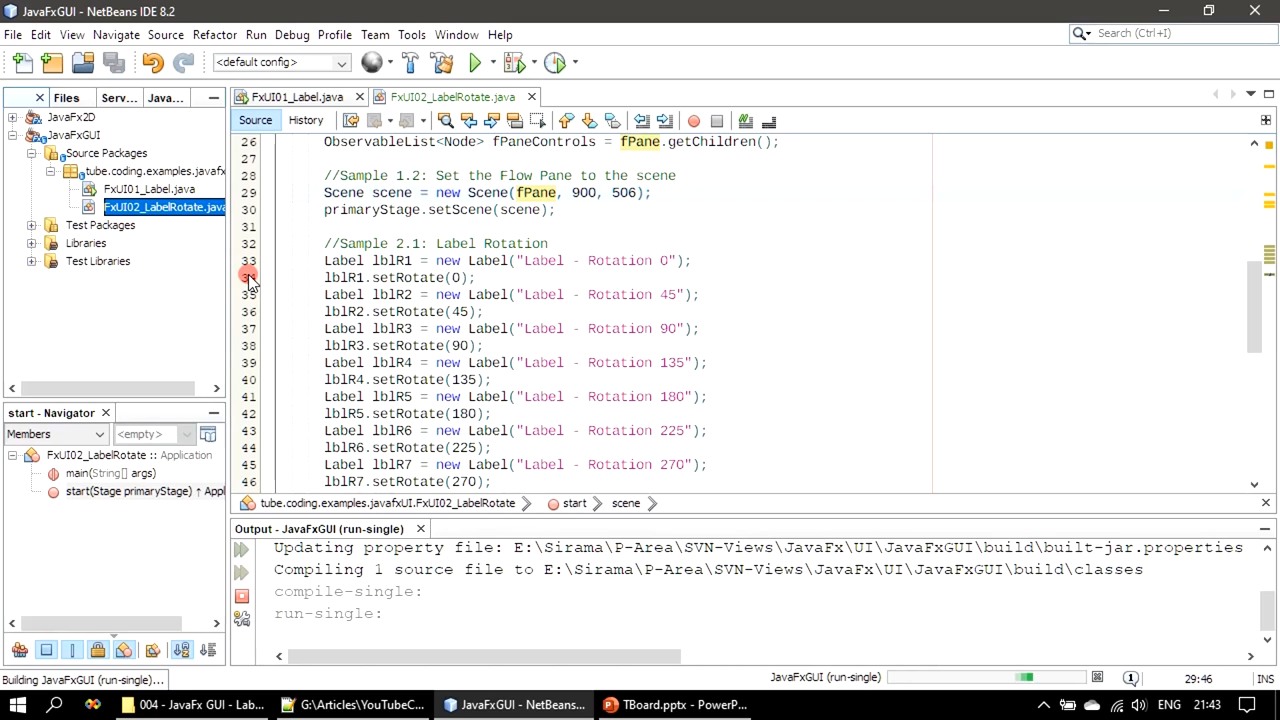 JavaFxGUI - NetBeans IDE 8.2
File Edit View Navigate Source Refactor Run Debug Profile Team Tools Window Help
Search (Ctrl+I)
<default config>
Files Serv... Java...
FxUI01_Label.java FxUI02_LabelRotate.java
Source History
JavaFx2D
JavaFxGUI
Source Packages
tube.coding.examples.javafx
FxUI01_Label.java
FxUI02_LabelRotate.java
Test Packages
Libraries
Test Libraries
26 ObservableList<Node> fPaneControls = fPane.getChildren();
27
28 //Sample 1.2: Set the Flow Pane to the scene
29 Scene scene = new Scene(fPane, 900, 506);
30 primaryStage.setScene(scene);
31
32 //Sample 2.1: Label Rotation
33 Label lblR1 = new Label("Label - Rotation 0");
34 lblR1.setRotate(0);
35 Label lblR2 = new Label("Label - Rotation 45");
36 lblR2.setRotate(45);
37 Label lblR3 = new Label("Label - Rotation 90");
38 lblR3.setRotate(90);
39 Label lblR4 = new Label("Label - Rotation 135");
40 lblR4.setRotate(135);
41 Label lblR5 = new Label("Label - Rotation 180");
42 lblR5.setRotate(180);
43 Label lblR6 = new Label("Label - Rotation 225");
44 lblR6.setRotate(225);
45 Label lblR7 = new Label("Label - Rotation 270");
46 lblR7.setRotate(270);
tube.coding.examples.javafxUI.FxUI02_LabelRotate start scene
start - Navigator
Members <empty>
FxUI02_LabelRotate :: Application
main(String[] args)
start(Stage primaryStage) ↑ Appl
Output - JavaFxGUI (run-single)
Updating property file: E:\Sirama\P-Area\SVN-Views\JavaFx\UI\JavaFxGUI\build\built-jar.properties
Compiling 1 source file to E:\Sirama\P-Area\SVN-Views\JavaFx\UI\JavaFxGUI\build\classes
compile-single:
run-single:
Building JavaFxGUI (run-single)...
JavaFxGUI (run-single) 29:46 INS
004 - JavaFx GUI - Lab... G:\Articles\YouTubeC... JavaFxGUI - NetBeans... TBoard.pptx - PowerP... ENG 21:43